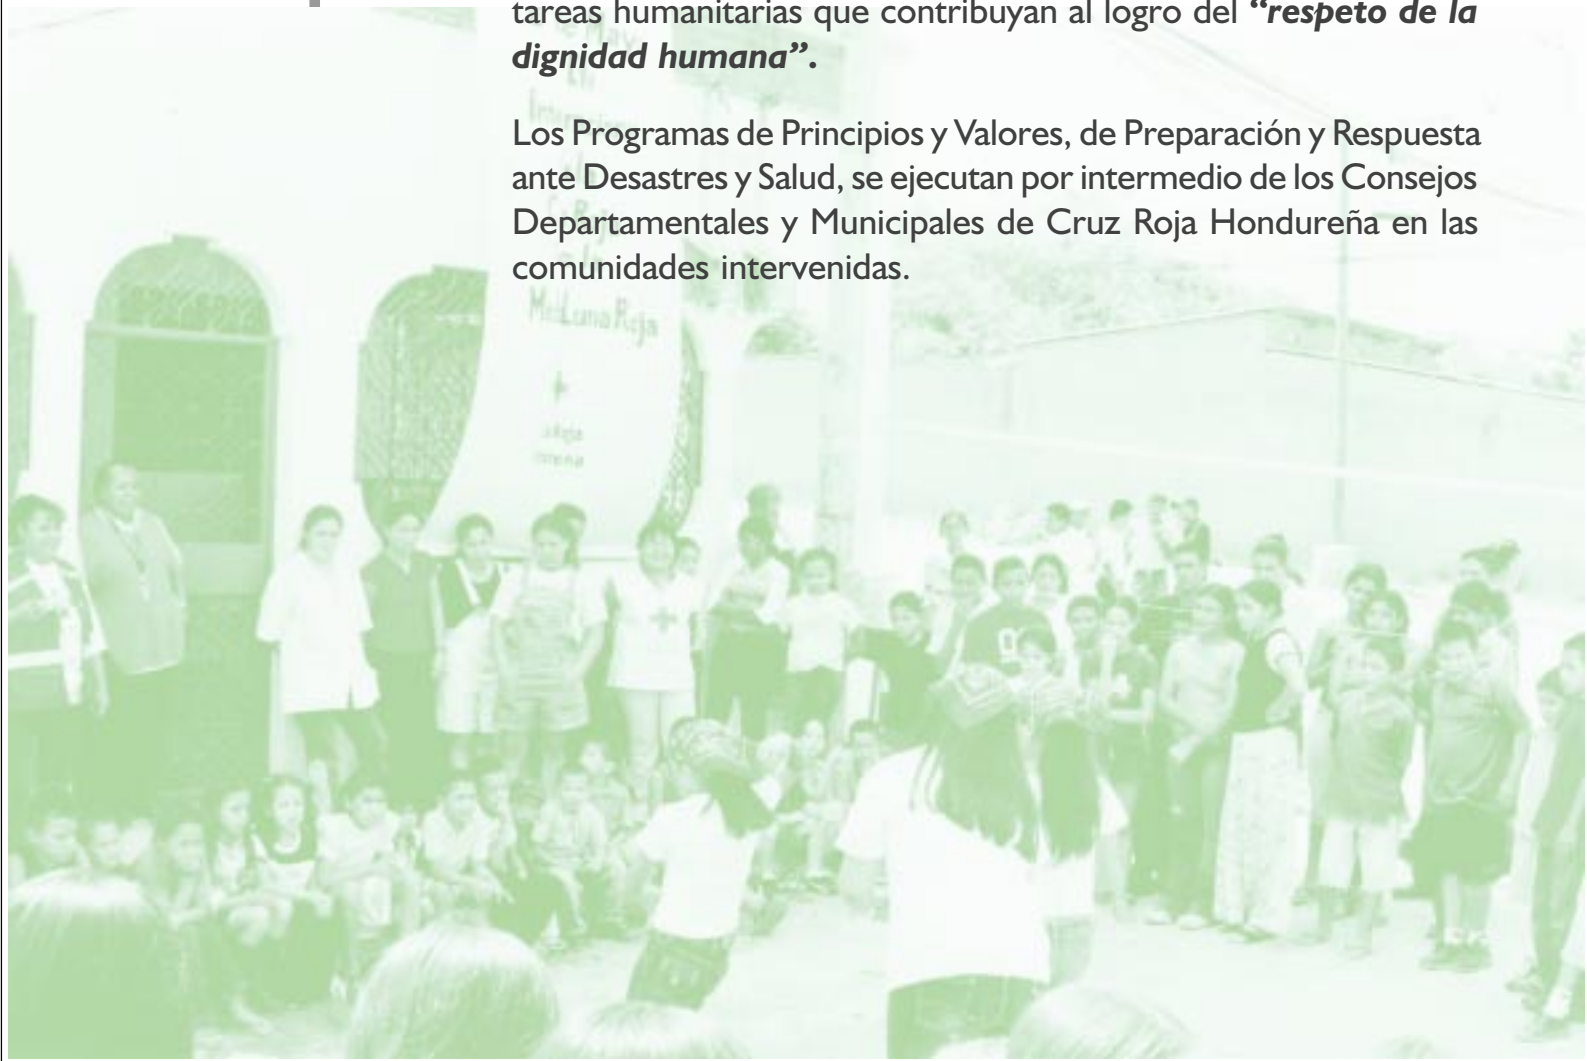 tareas humanitarias que contribuyan al logro del “respeto de la
dignidad humana”.
Los Programas de Principios y Valores, de Preparación y Respuesta
ante Desastres y Salud, se ejecutan por intermedio de los Consejos
Departamentales y Municipales de Cruz Roja Hondureña en las
comunidades intervenidas.
Luna Roja